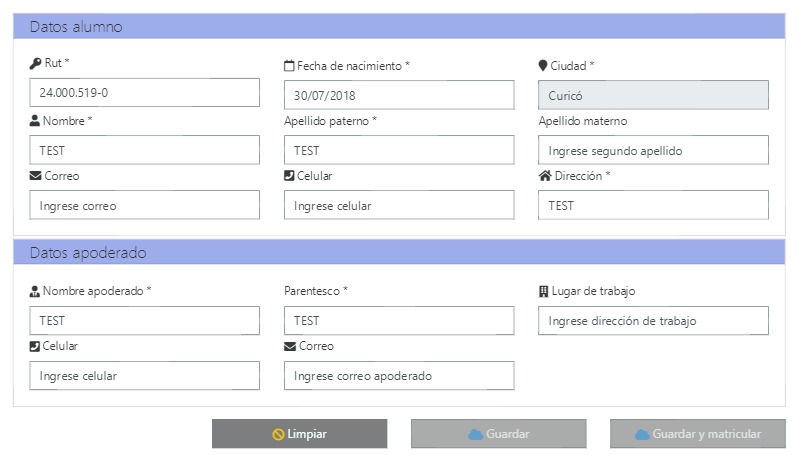 Datos alumno
Rut * Fecha de nacimiento * Ciudad *
24.000.519-0 30/07/2018 Curicó
Nombre * Apellido paterno * Apellido materno
TEST TEST Ingrese segundo apellido
Correo Celular Dirección *
Ingrese correo Ingrese celular TEST
Datos apoderado
Nombre apoderado * Parentesco * Lugar de trabajo
TEST TEST Ingrese dirección de trabajo
Celular Correo
Ingrese celular Ingrese correo apoderado
Limpiar Guardar Guardar y matricular